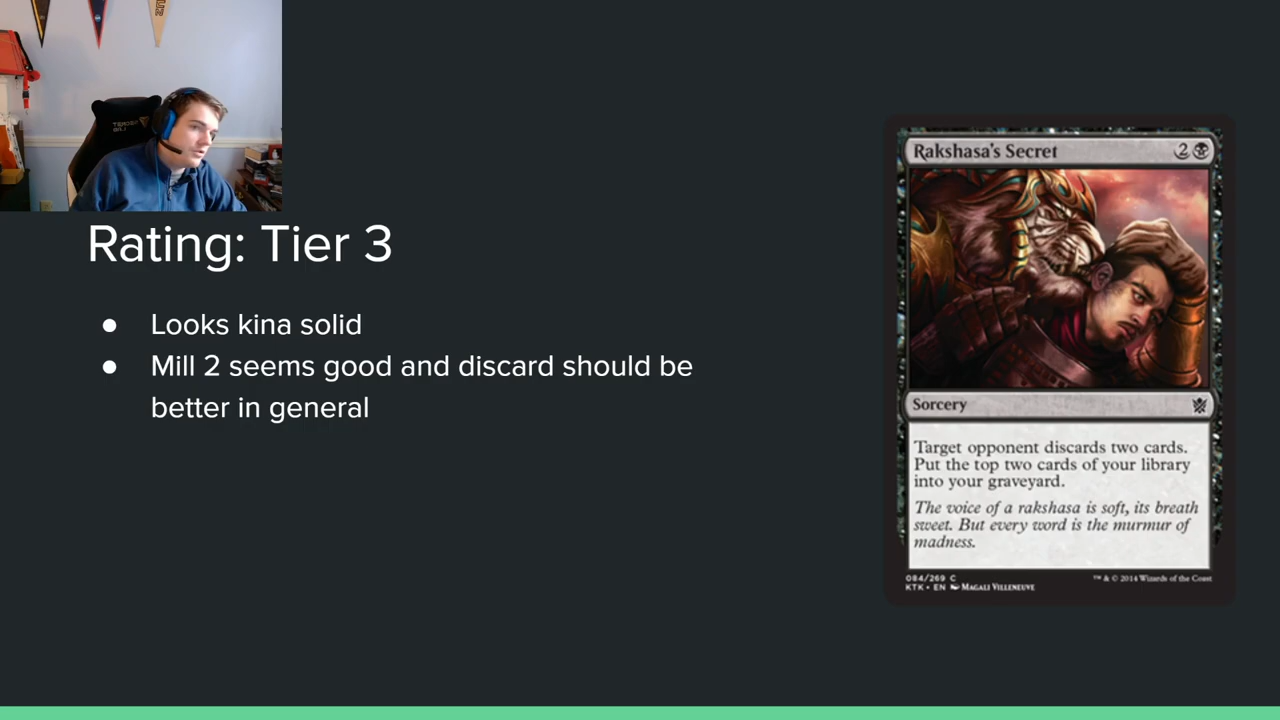 Rating: Tier 3
● Looks kina solid
● Mill 2 seems good and discard should be
better in general
Rakshasa's Secret 2
Sorcery
Target opponent discards two cards.
Put the top two cards of your library
into your graveyard.
The voice of a rakshasa is soft, its breath
sweet. But every word is the murmur of
madness.
084/269 C
KTK • EN Magali Villeneuve
™ & © 2014 Wizards of the Coast